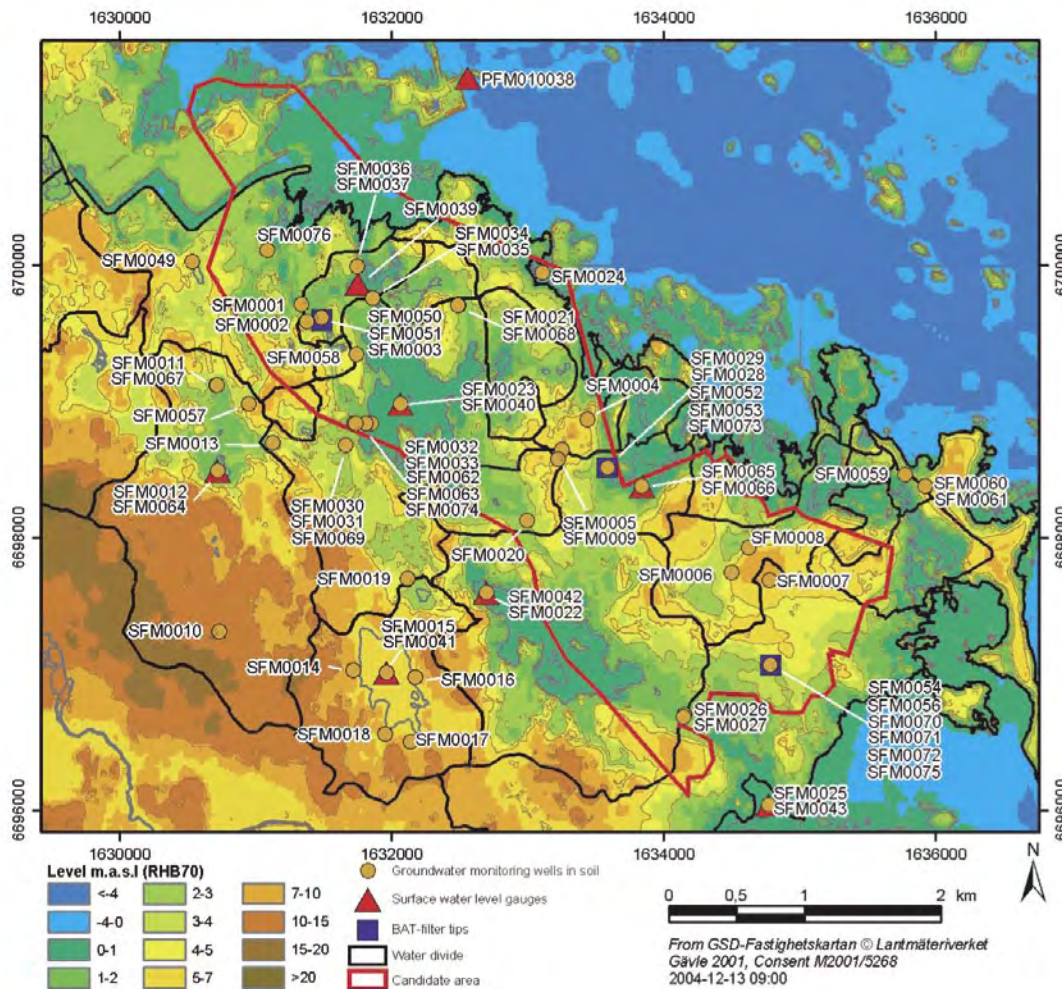 1630000 1632000 1634000 1636000
PFM010038
SFM0036
SFM0037
SFM0039
SFM0034
SFM0035
SFM0076
SFM0049
SFM0024
6700000
6700000
SFM0001
SFM0002
SFM0050
SFM0051
SFM0003
SFM0021
SFM0068
SFM0058
SFM0011
SFM0067
SFM0023
SFM0040
SFM0004
SFM0029
SFM0028
SFM0052
SFM0053
SFM0073
SFM0057
SFM0013
SFM0032
SFM0033
SFM0062
SFM0063
SFM0074
SFM0065
SFM0066
SFM0059
SFM0060
SFM0061
SFM0012
SFM0064
SFM0030
SFM0031
SFM0069
SFM0005
SFM0009
SFM0020
SFM0008
6698000
6698000
SFM0019
SFM0006
SFM0007
SFM0042
SFM0022
SFM0010
SFM0015
SFM0041
SFM0014
SFM0016
SFM0054
SFM0056
SFM0070
SFM0071
SFM0072
SFM0075
SFM0026
SFM0027
SFM0018
SFM0017
SFM0025
SFM0043
6696000
6696000
1630000 1632000 1634000 1636000
Level m.a.s.l (RHB70)
<-4 2-3 7-10
-4-0 3-4 10-15
0-1 4-5 15-20
1-2 5-7 >20
Groundwater monitoring wells in soil
Surface water level gauges
BAT-filter tips
Water divide
Candidate area
N
0 0,5 1 2 km
From GSD-Fastighetskartan © Lantmäteriverket
Gävle 2001, Consent M2001/5268
2004-12-13 09:00